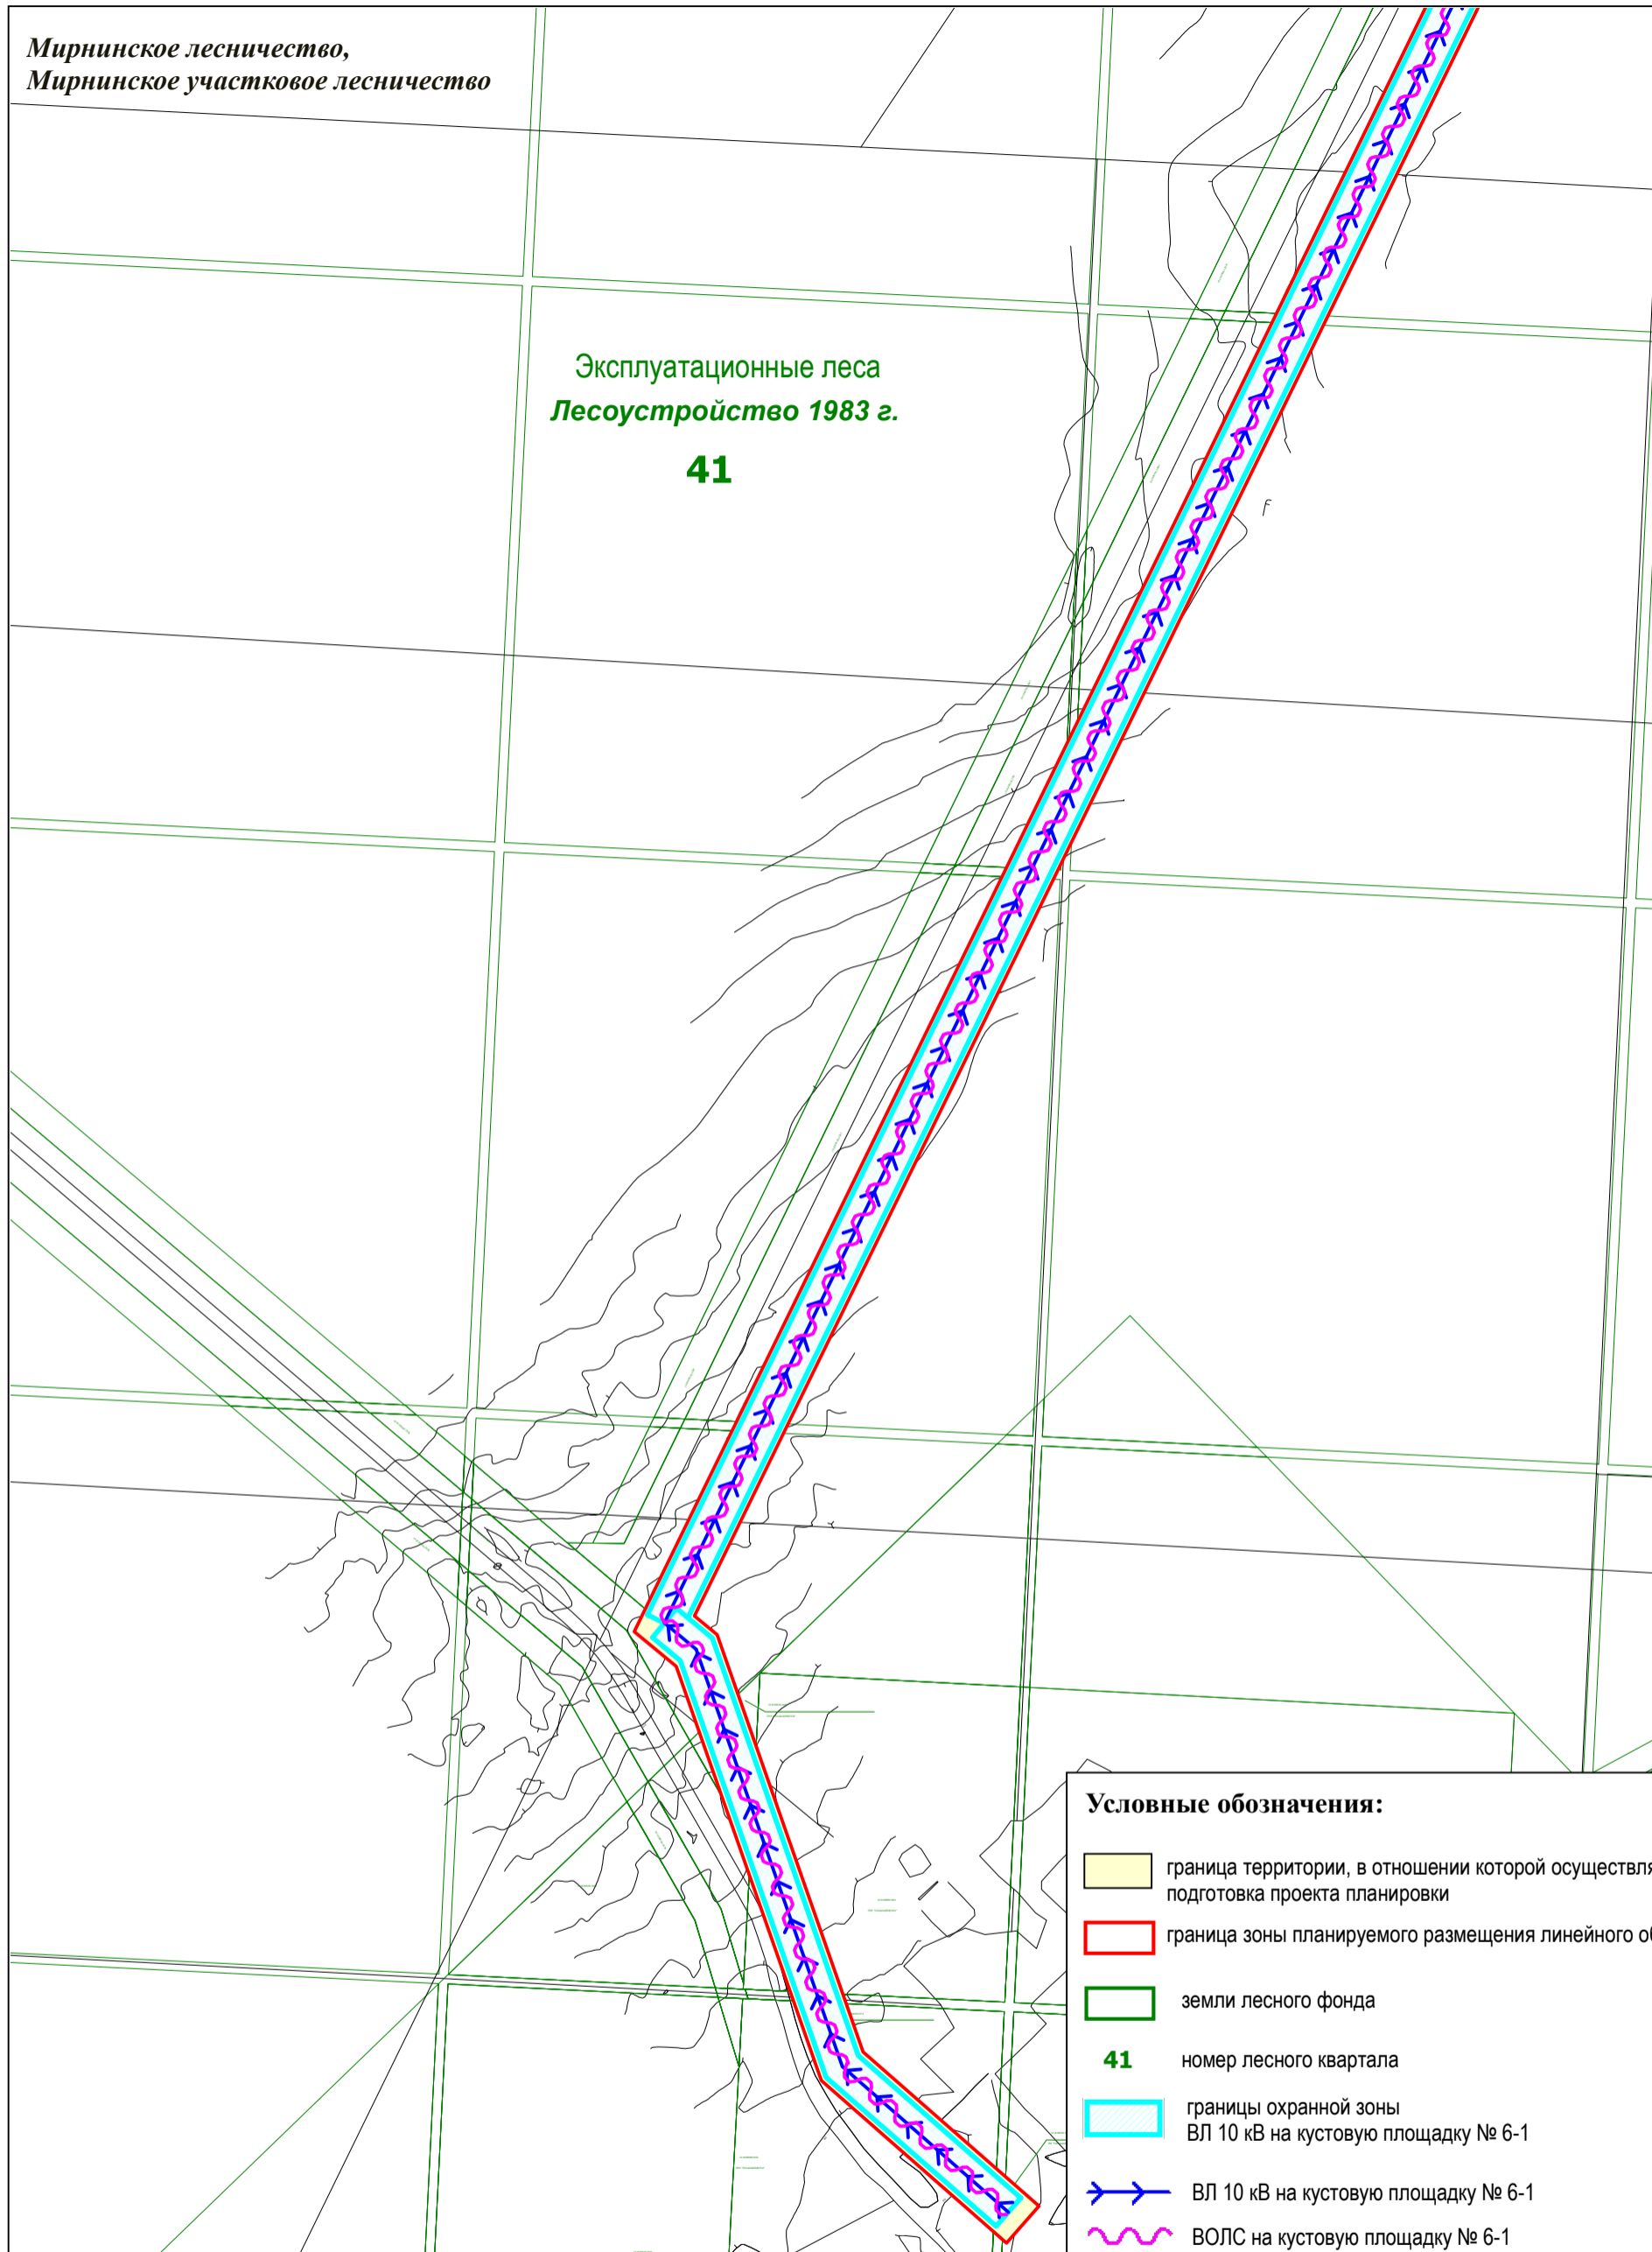 Мирнинское лесничество,
Мирнинское участковое лесничество
Эксплуатационные леса
Лесоустройство 1983 г.
41
Условные обозначения:
граница территории, в отношении которой осуществля
подготовка проекта планировки
граница зоны планируемого размещения линейного об
земли лесного фонда
41 номер лесного квартала
границы охранной зоны
ВЛ 10 кВ на кустовую площадку № 6-1
ВЛ 10 кВ на кустовую площадку № 6-1
ВОЛС на кустовую площадку № 6-1